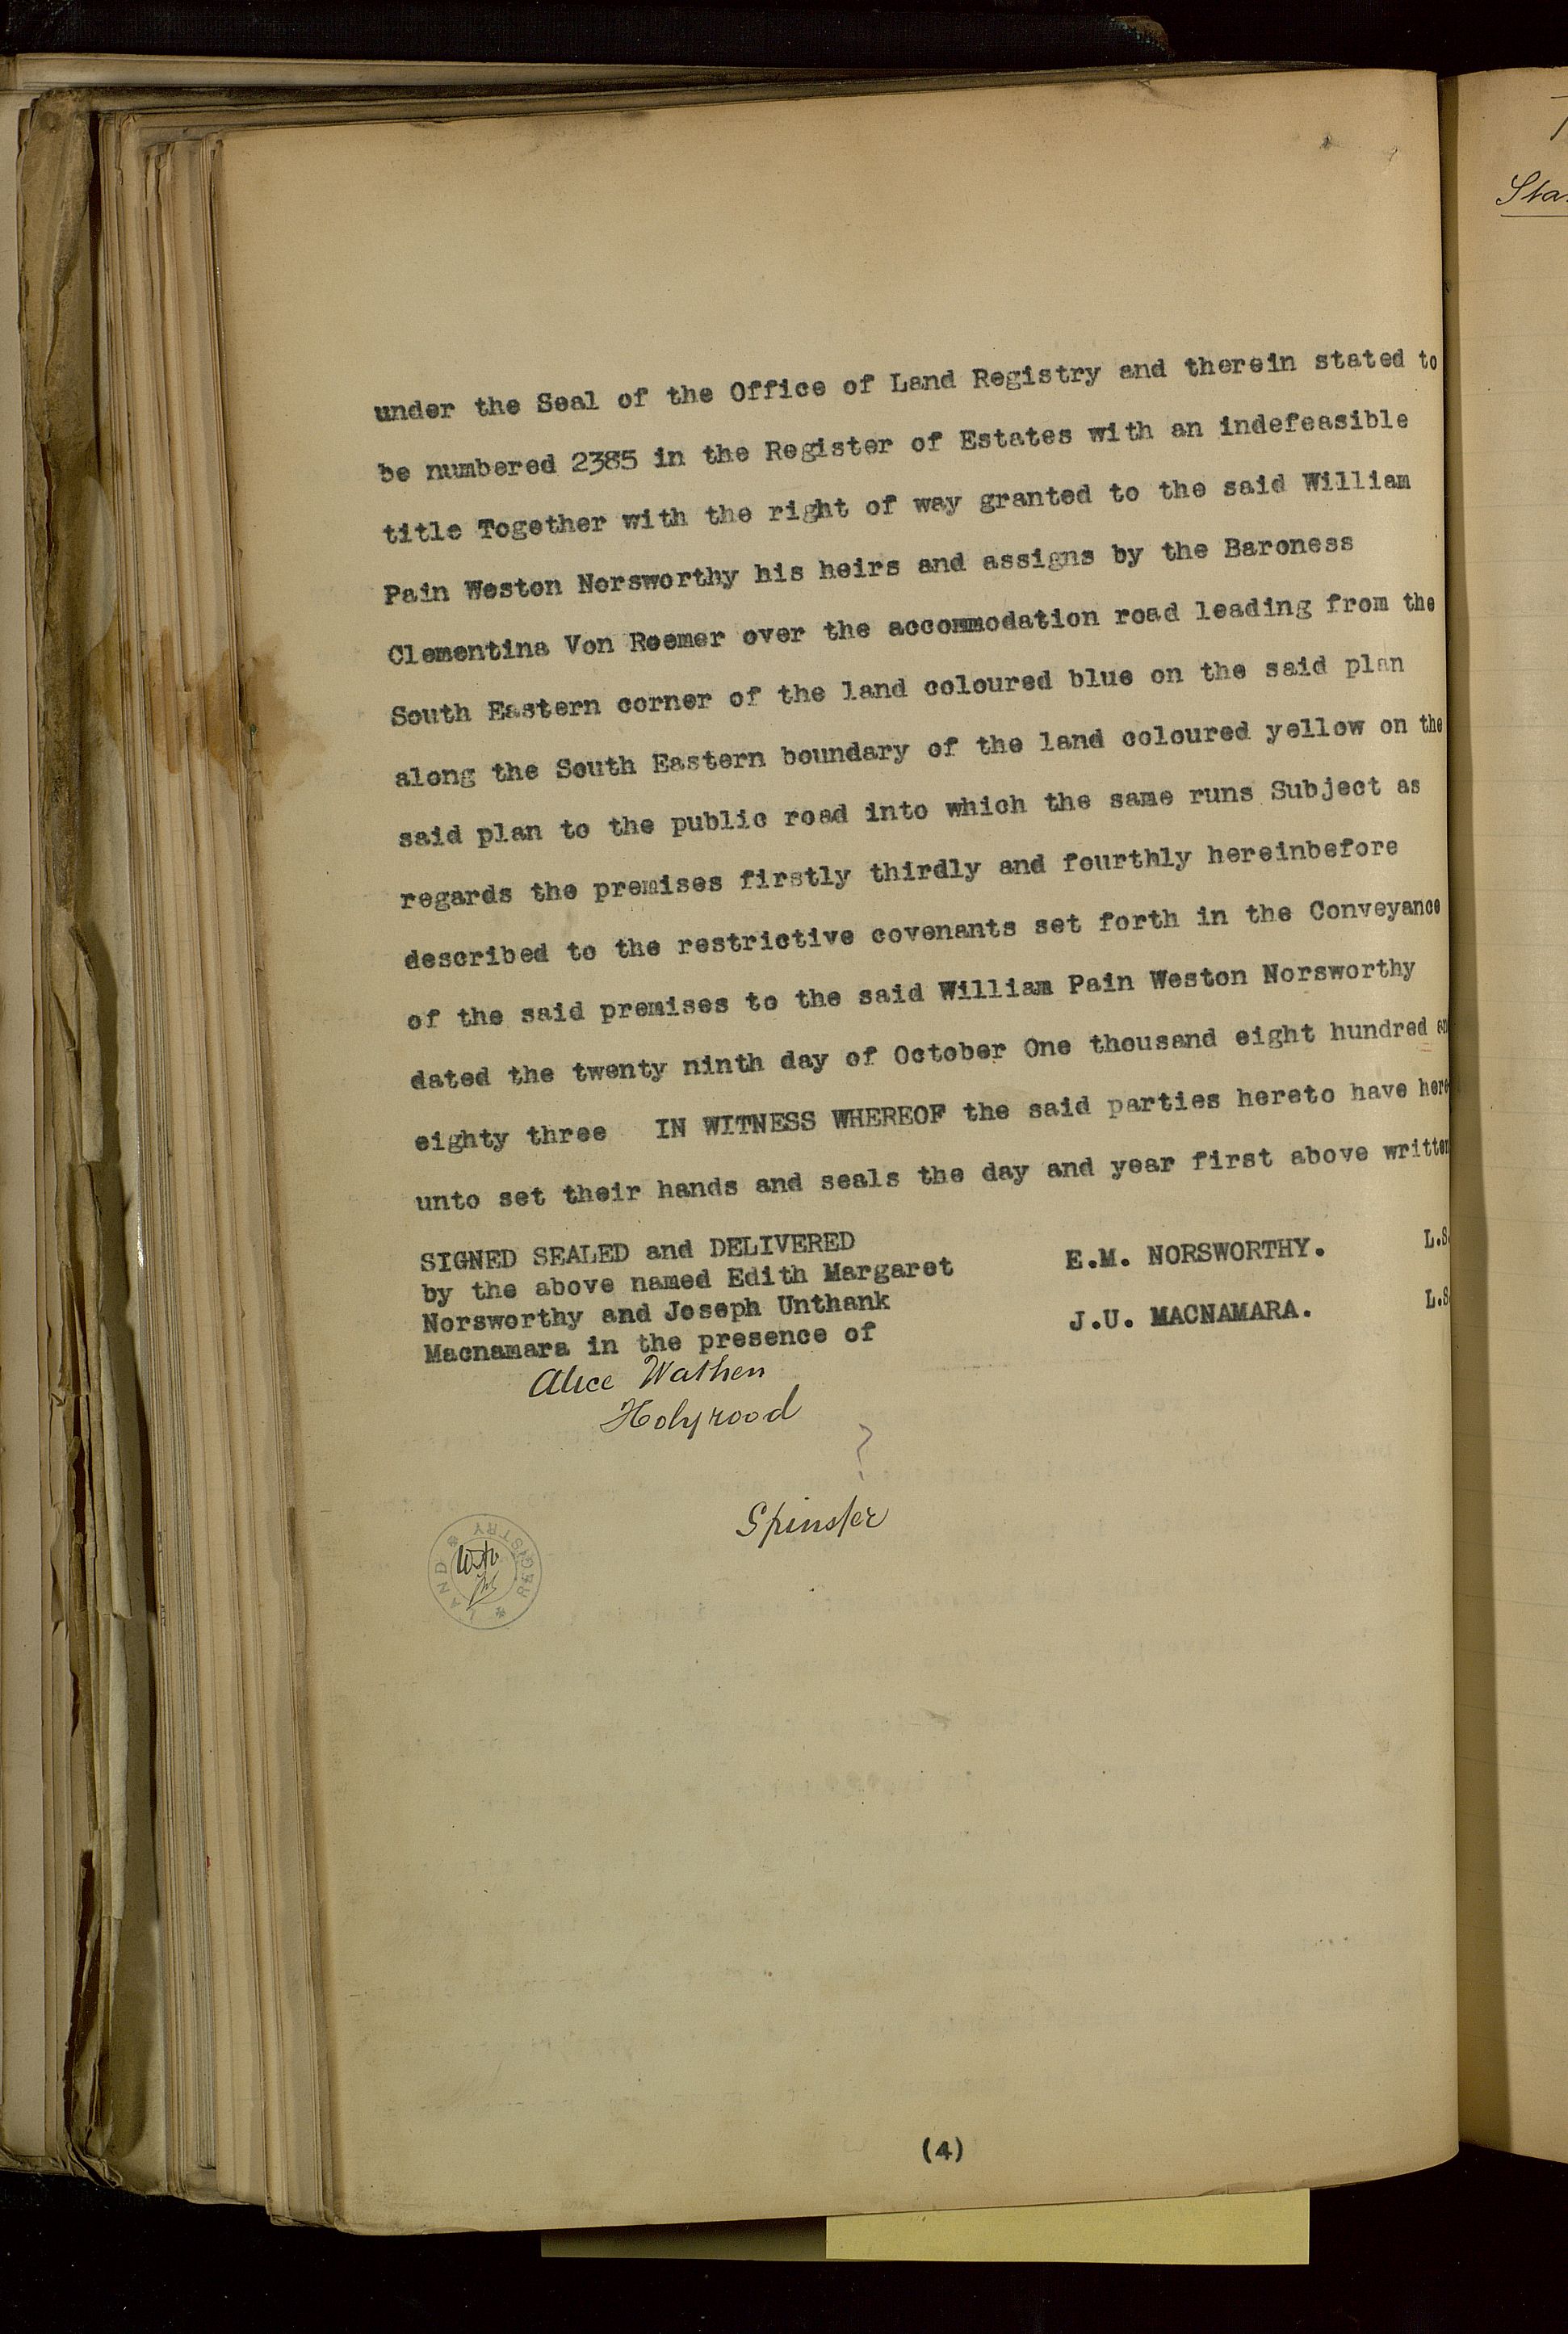 under the Seal of the Office of Land Registry and therein stated to
be numbered 2385 in the Register of Estates with an indefeasible
title Together with the right of way granted to the said William
Pain Weston Norsworthy his heirs and assigns by the Baroness
Clementina Von Roemer over the accommodation road leading from the
South Eastern corner of the land coloured blue on the said plan
along the South Eastern boundary of the land coloured yellow on the
said plan to the public road into which the same runs Subject as
regards the premises firstly thirdly and fourthly hereinbefore
described to the restrictive covenants set forth in the Conveyance
of the said premises to the said William Pain Weston Norsworthy
dated the twenty ninth day of October One thousand eight hundred an
eighty three IN WITNESS WHEREOF the said parties hereto have here
unto set their hands and seals the day and year first above written
SIGNED SEALED and DELIVERED
by the above named Edith Margaret
Norsworthy and Joseph Unthank
Macnamara in the presence of
E.M. NORSWORTHY. L.S.
J.U. MACNAMARA. L.S
Alice Wathen
Holyrood
?
Spinster
LAND REGISTRY
(4)
Sta